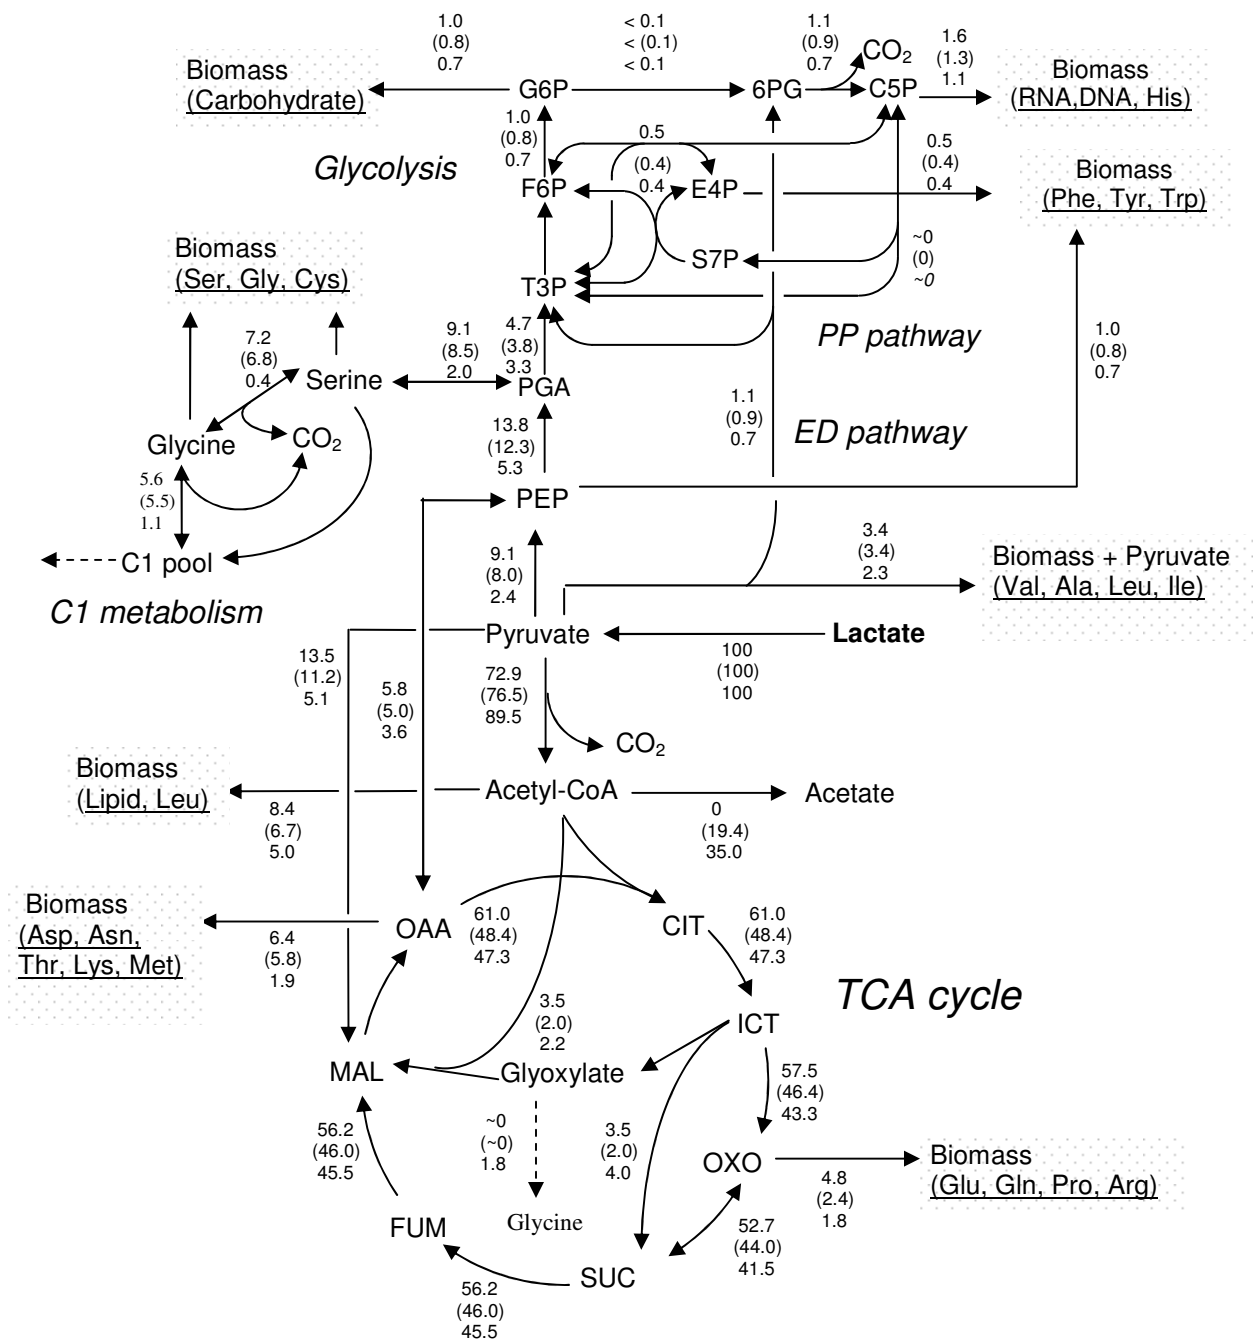 1.0
(0.8)
0.7
< 0.1
< (0.1)
< 0.1
1.1
(0.9)
0.7
CO2
1.6
(1.3)
1.1
Biomass
(Carbohydrate)
G6P
6PG
C5P
Biomass
(RNA,DNA, His)
1.0
(0.8)
0.7
0.5
(0.4)
0.4
0.5
(0.4)
0.4
Glycolysis
F6P
E4P
Biomass
(Phe, Tyr, Trp)
Biomass
(Ser, Gly, Cys)
S7P
~0
(0)
~0
T3P
PP pathway
7.2
(6.8)
0.4
9.1
(8.5)
2.0
4.7
(3.8)
3.3
1.0
(0.8)
0.7
Serine
PGA
Glycine
CO2
13.8
(12.3)
5.3
1.1
(0.9)
0.7
ED pathway
5.6
(5.5)
1.1
PEP
C1 pool
C1 metabolism
9.1
(8.0)
2.4
3.4
(3.4)
2.3
Biomass + Pyruvate
(Val, Ala, Leu, Ile)
Pyruvate
Lactate
100
(100)
100
13.5
(11.2)
5.1
5.8
(5.0)
3.6
72.9
(76.5)
89.5
CO2
Biomass
(Lipid, Leu)
Acetyl-CoA
Acetate
8.4
(6.7)
5.0
0
(19.4)
35.0
Biomass
(Asp, Asn,
Thr, Lys, Met)
6.4
(5.8)
1.9
OAA
61.0
(48.4)
47.3
CIT
61.0
(48.4)
47.3
TCA cycle
3.5
(2.0)
2.2
ICT
MAL
Glyoxylate
57.5
(46.4)
43.3
56.2
(46.0)
45.5
~0
(~0)
1.8
3.5
(2.0)
4.0
OXO
4.8
(2.4)
1.8
Biomass
(Glu, Gln, Pro, Arg)
FUM
Glycine
52.7
(44.0)
41.5
SUC
56.2
(46.0)
45.5